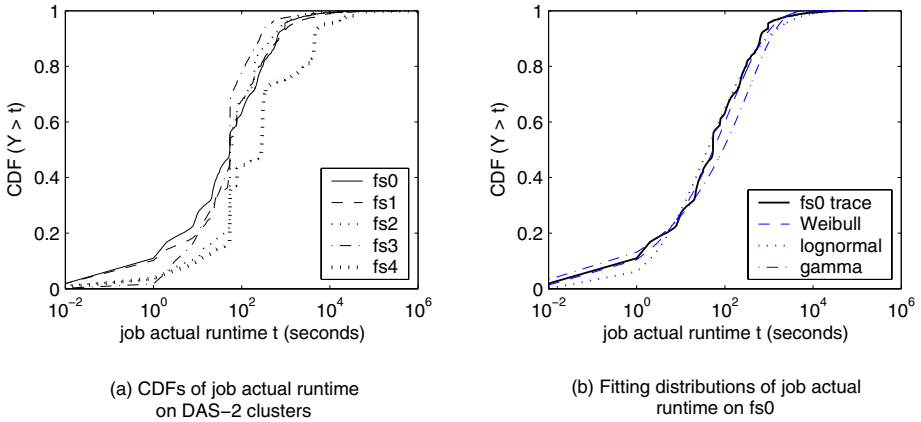 1
0.8
0.6
0.4
0.2
0
CDF (Y > t)
10^−2 10^0 10^2 10^4 10^6
job actual runtime t (seconds)
fs0
fs1
fs2
fs3
fs4
(a) CDFs of job actual runtime
on DAS−2 clusters
1
0.8
0.6
0.4
0.2
0
CDF (Y > t)
10^−2 10^0 10^2 10^4 10^6
job actual runtime t (seconds)
fs0 trace
Weibull
lognormal
gamma
(b) Fitting distributions of job actual
runtime on fs0